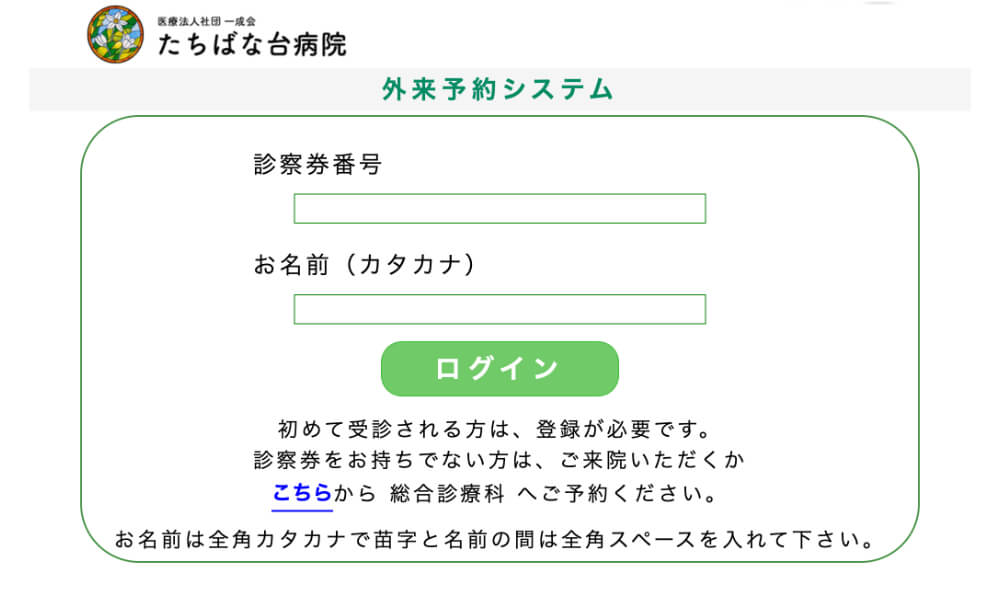 医療法人社団 一成会
たちばな台病院
外来予約システム
診察券番号
お名前（カタカナ）
ログイン
初めて受診される方は、登録が必要です。
診察券をお持ちでない方は、ご来院いただくか
こちらから 総合診療科 へご予約ください。
お名前は全角カタカナで苗字と名前の間は全角スペースを入れて下さい。